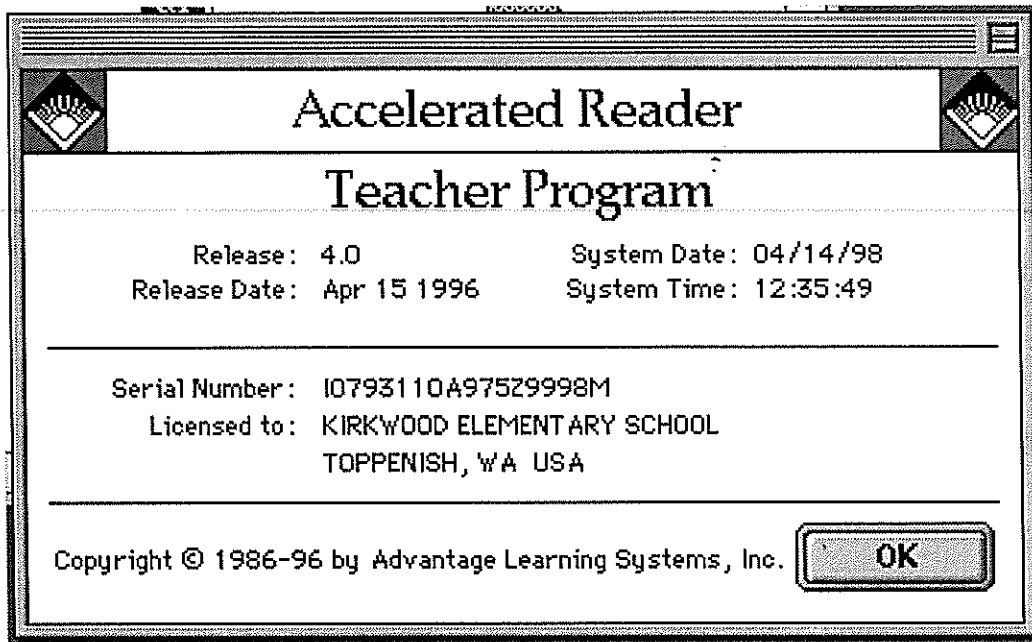 Accelerated Reader
Teacher Program
Release: 4.0 System Date: 04/14/98
Release Date: Apr 15 1996 System Time: 12:35:49
Serial Number: I0793110A975Z9998M
Licensed to: KIRKWOOD ELEMENTARY SCHOOL
TOPPENISH, WA USA
Copyright © 1986-96 by Advantage Learning Systems, Inc. OK